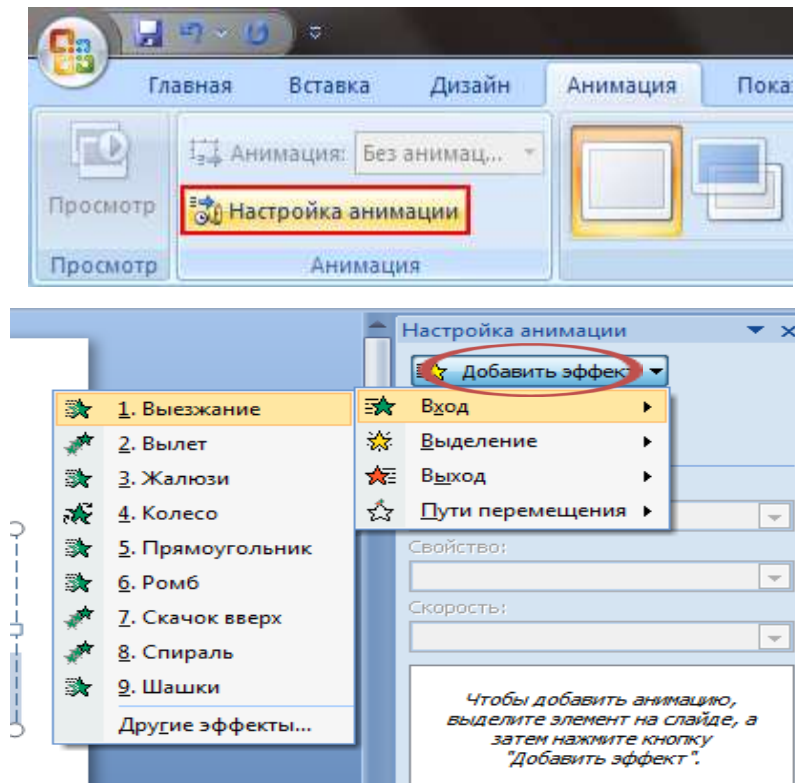 Главная Вставка Дизайн Анимация Пока
Анимация: Без анимац...
Просмотр Настройка анимации
Просмотр Анимация
Настройка анимации
Добавить эффект
1. Выезжание
2. Вылет
3. Жалюзи
4. Колесо
5. Прямоугольник
6. Ромб
7. Скачок вверх
8. Спираль
9. Шашки
Другие эффекты...
Вход
Выделение
Выход
Пути перемещения
Свойство:
Скорость:
Чтобы добавить анимацию,
выделите элемент на слайде, а
затем нажмите кнопку
"Добавить эффект".